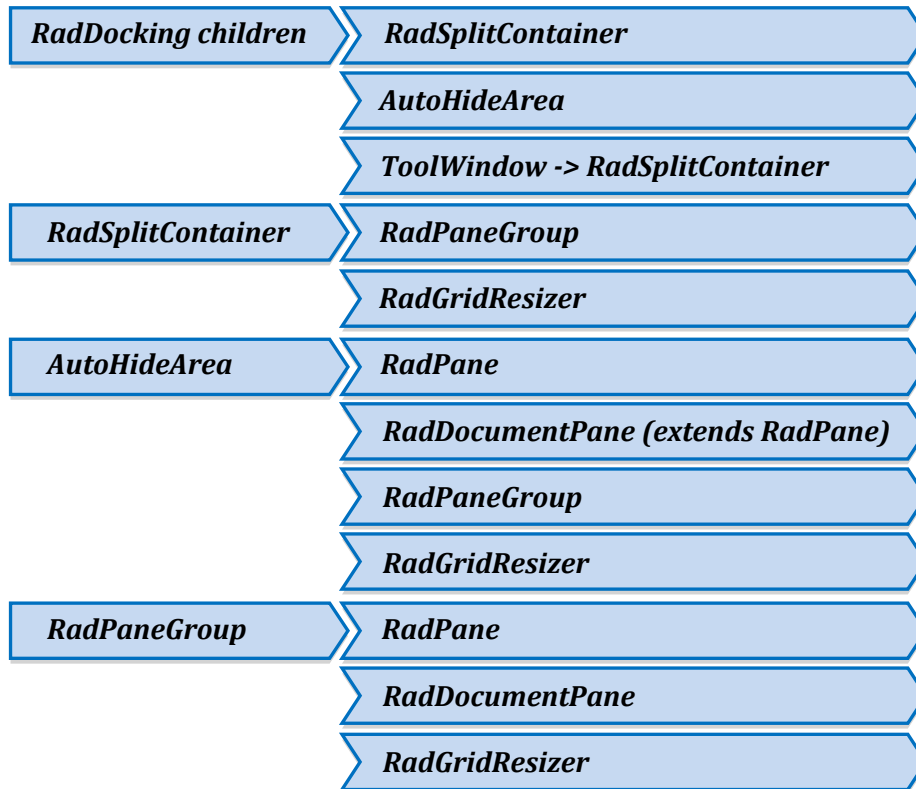 RadDocking children
RadSplitContainer
AutoHideArea
ToolWindow -> RadSplitContainer
RadSplitContainer
RadPaneGroup
RadGridResizer
AutoHideArea
RadPane
RadDocumentPane (extends RadPane)
RadPaneGroup
RadGridResizer
RadPaneGroup
RadPane
RadDocumentPane
RadGridResizer